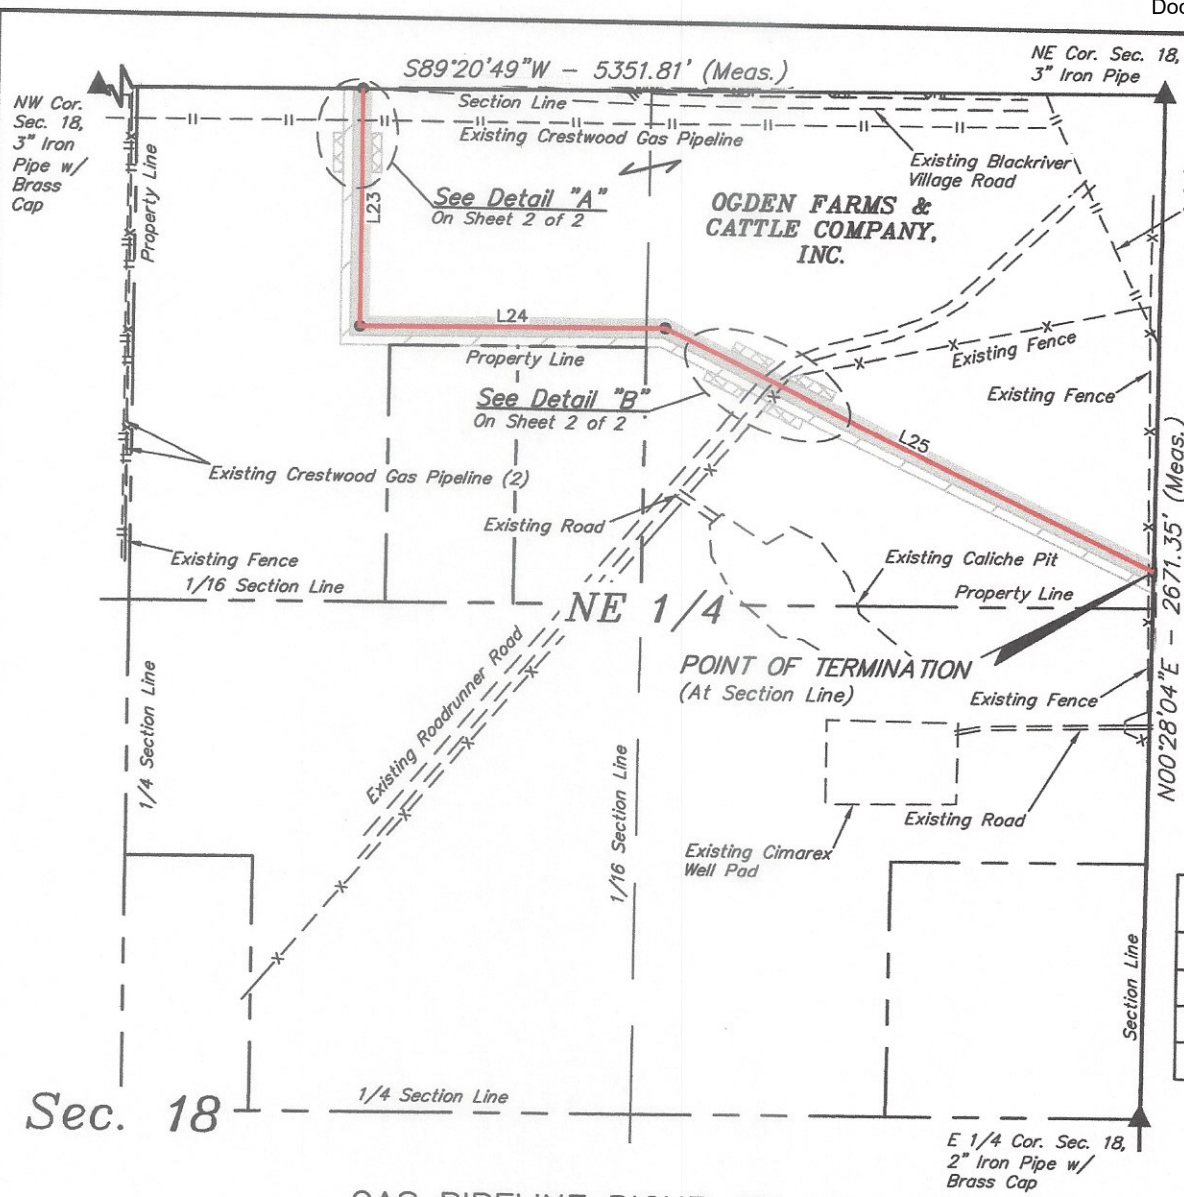 Doc
S89°20'49"W - 5351.81' (Meas.)
NE Cor. Sec. 18,
3" Iron Pipe
NW Cor.
Sec. 18,
3" Iron
Pipe w/
Brass
Cap
Section Line
Existing Crestwood Gas Pipeline
Property Line
Existing Blackriver
Village Road
See Detail "A"
On Sheet 2 of 2
L23
OGDEN FARMS &
CATTLE COMPANY,
INC.
L24
Property Line
Existing Fence
See Detail "B"
On Sheet 2 of 2
Existing Fence
L25
Existing Crestwood Gas Pipeline (2)
Existing Road
Existing Fence
1/16 Section Line
Existing Caliche Pit
Property Line
NE 1/4
N00°28'04"E - 2671.35' (Meas.)
POINT OF TERMINATION
(At Section Line)
Existing Roadrunner Road
Existing Fence
1/4 Section Line
1/16 Section Line
Existing Road
Existing Cimarex
Well Pad
Section Line
Sec. 18
1/4 Section Line
E 1/4 Cor. Sec. 18,
2" Iron Pipe w/
Brass Cap